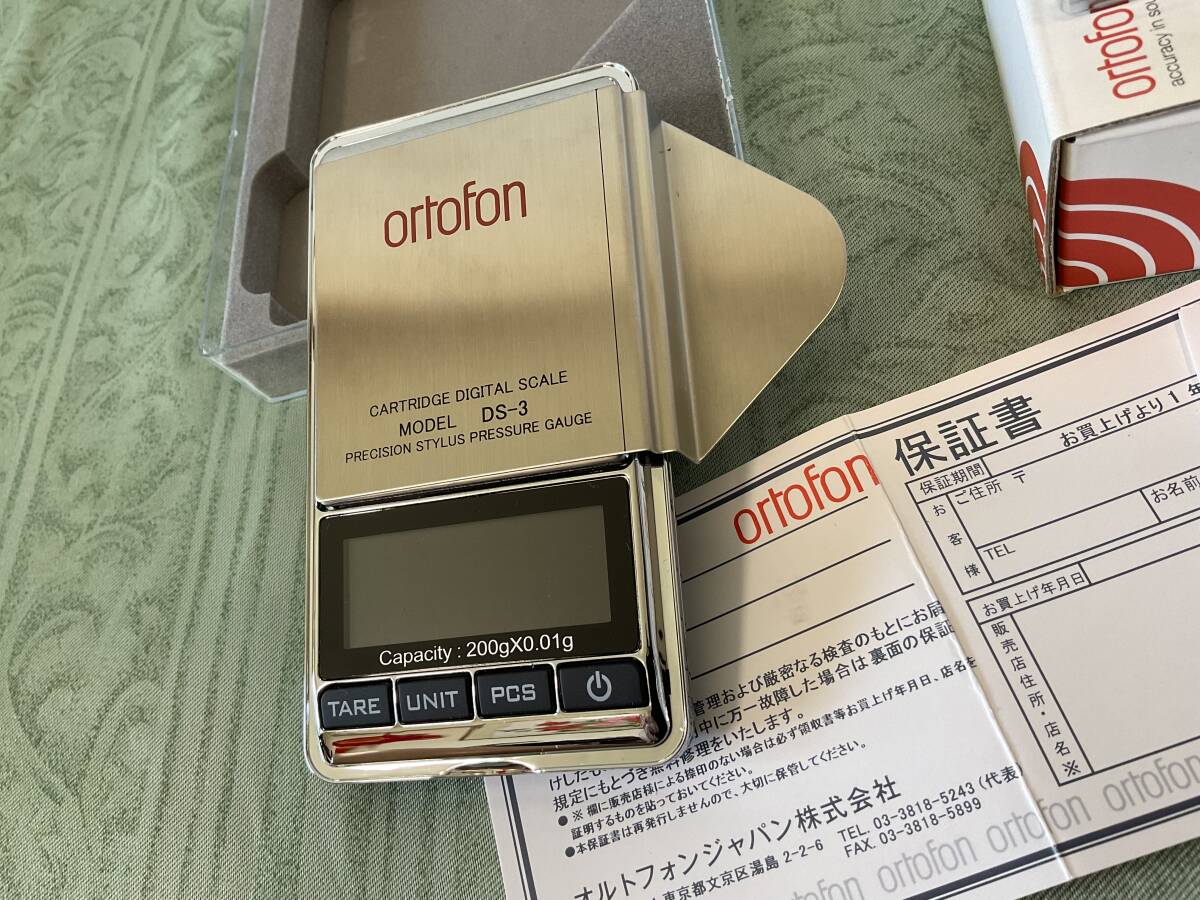 ortofon
CARTRIDGE DIGITAL SCALE
MODEL DS-3
PRECISION STYLUS PRESSURE GAUGE
Capacity : 200gX0.01g
TARE UNIT PCS
ortofon
accuracy in
ortofon
管理および厳密なる検査のもとにお届
中に万一故障した場合は裏面の保証
規定にもとづき無料修理をいたします。
●※欄に販売店様による捺印のない場合は必ず領収書等お買上げ年月日、店名を
証明するものを貼っておいてください。
●本保証書は再発行しませんので、大切に保管してください。
オルトフォンジャパン株式会社
東京都文京区湯島 2-2-6 TEL. 03-3818-5243 (代表)
FAX. 03-3818-5899
保証書
保証期間 お買上げより 1 年
お客様
ご住所 〒
お名前
TEL
お買上げ年月日
販売店住所・店名※
ortofon ortofon ortofon ortofon